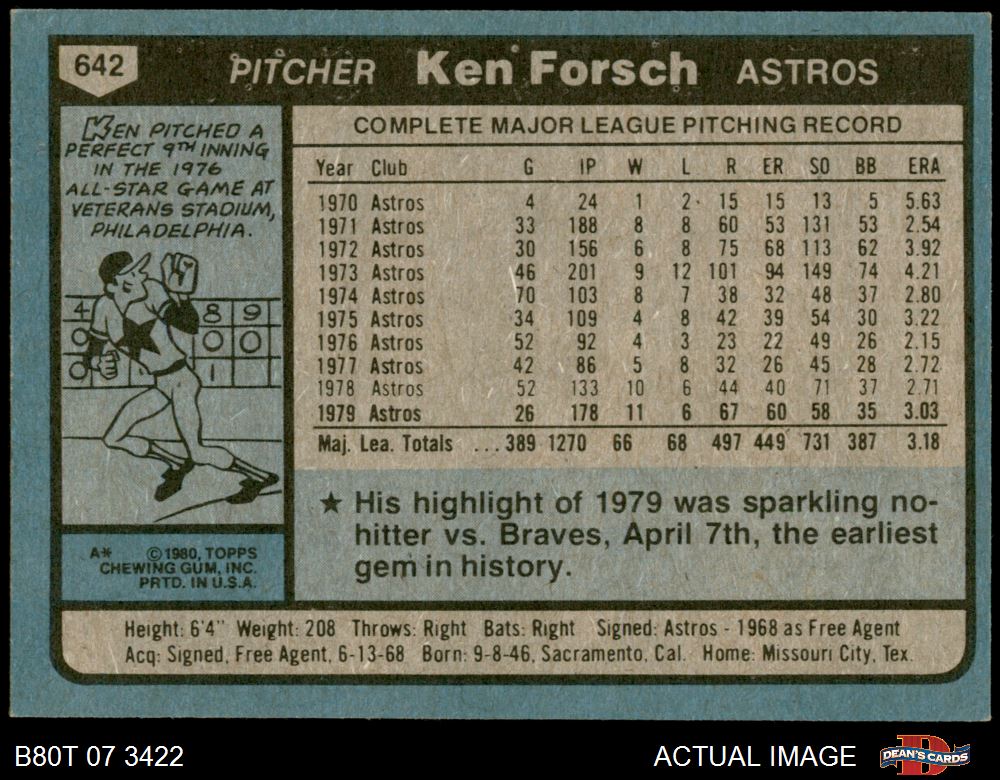 642 PITCHER Ken Forsch ASTROS
KEN PITCHED A
PERFECT 9TH INNING
IN THE 1976
ALL-STAR GAME AT
VETERANS STADIUM,
PHILADELPHIA.
4 8 9
0 0 0
0 1
COMPLETE MAJOR LEAGUE PITCHING RECORD
Year Club G IP W L R ER SO BB ERA
1970 Astros 4 24 1 2 15 15 13 5 5.63
1971 Astros 33 188 8 8 60 53 131 53 2.54
1972 Astros 30 156 6 8 75 68 113 62 3.92
1973 Astros 46 201 9 12 101 94 149 74 4.21
1974 Astros 70 103 8 7 38 32 48 37 2.80
1975 Astros 34 109 4 8 42 39 54 30 3.22
1976 Astros 52 92 4 3 23 22 49 26 2.15
1977 Astros 42 86 5 8 32 26 45 28 2.72
1978 Astros 52 133 10 6 44 40 71 37 2.71
1979 Astros 26 178 11 6 67 60 58 35 3.03
Maj. Lea. Totals ...389 1270 66 68 497 449 731 387 3.18
★ His highlight of 1979 was sparkling no-
hitter vs. Braves, April 7th, the earliest
gem in history.
A* ©1980, TOPPS
CHEWING GUM, INC.
PRTD. IN U.S.A.
Height: 6'4" Weight: 208 Throws: Right Bats: Right Signed: Astros - 1968 as Free Agent
Acq: Signed, Free Agent, 6-13-68 Born: 9-8-46, Sacramento, Cal. Home: Missouri City, Tex.
B80T 07 3422 ACTUAL IMAGE DEAN'S CARDS